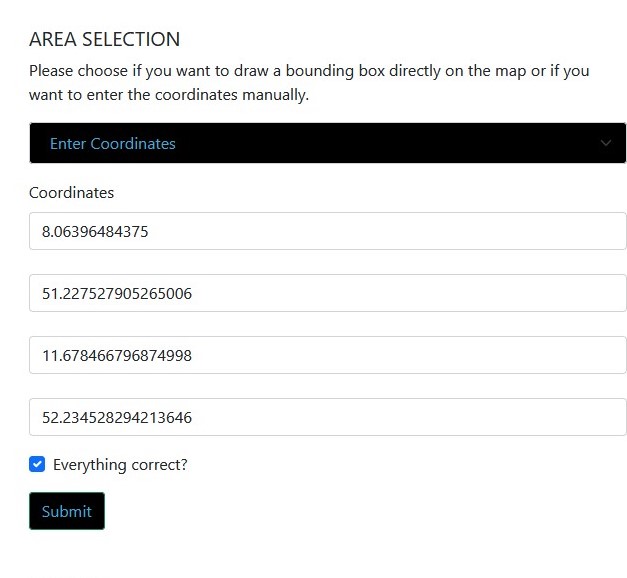 AREA SELECTION
Please choose if you want to draw a bounding box directly on the map or if you
want to enter the coordinates manually.
Enter Coordinates
Coordinates
8.06396484375
51.227527905265006
11.678466796874998
52.234528294213646
Everything correct?
Submit